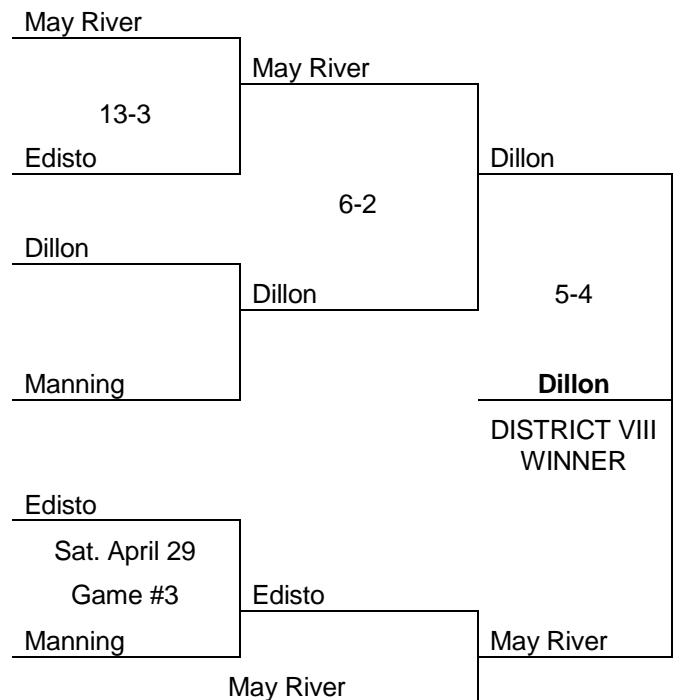 May River
May River
13-3
Edisto
Dillon
6-2
Dillon
Dillon
5-4
Manning
Dillon
DISTRICT VIII
WINNER
Edisto
Sat. April 29
Game #3
Edisto
Manning
May River
May River